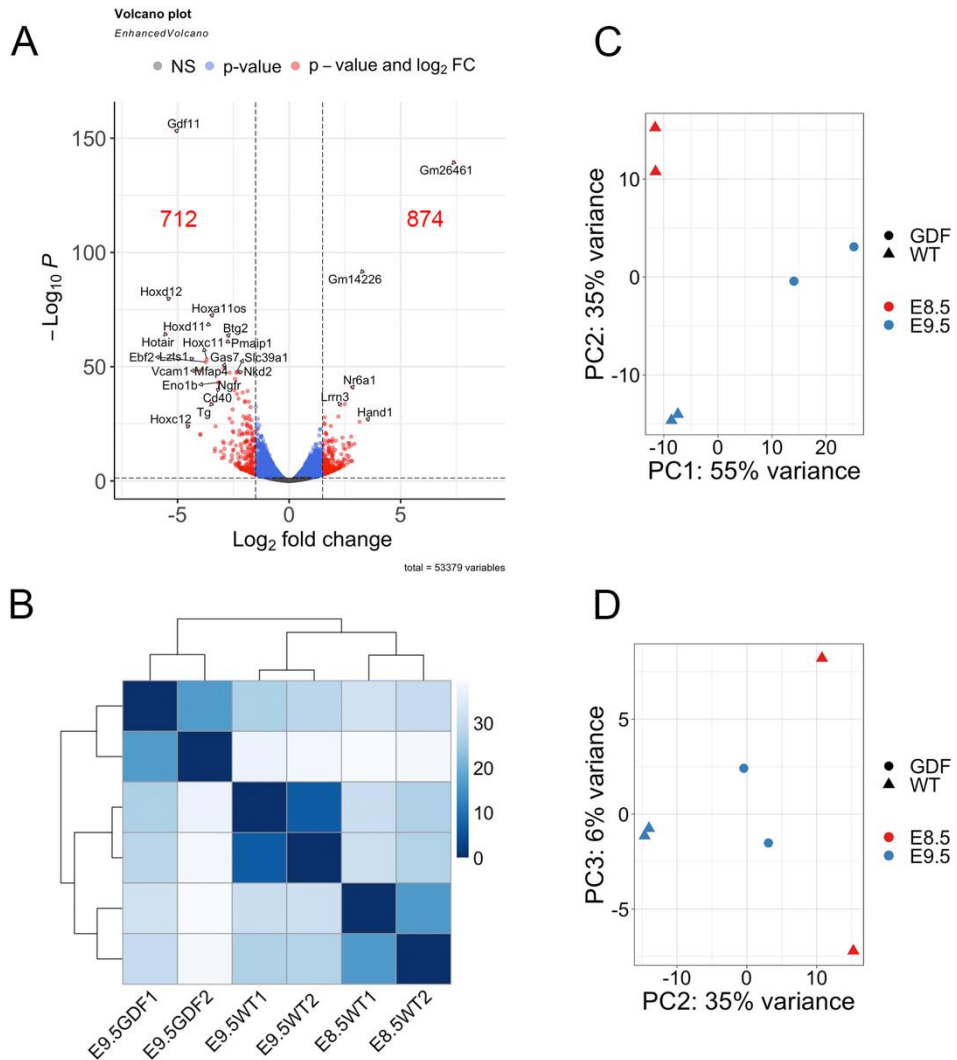 A
Volcano plot
EnhancedVolcano
NS p-value p – value and log2 FC
Gdf11
Gm26461
712 874
Gm14226
Hoxd12
Hoxa11os
Hoxd11
Btg2
Hotair
Hoxc11
Pmaip1
Ebf2
Lzts1
Gas7
Slc39a1
Vcam1
Mfap4
Nkd2
Eno1b
Ngfr
Nr6a1
Cd40
Lrrn3
Tg
Hand1
Hoxc12
150
100
50
0
−Log10 P
-5 0 5
Log2 fold change
total = 53379 variables
B
30
20
10
0
E9.5GDF1 E9.5GDF2 E9.5WT1 E9.5WT2 E8.5WT1 E8.5WT2
C
PC2: 35% variance
10
0
-10
-10 0 10 20
PC1: 55% variance
GDF
WT
E8.5
E9.5
D
PC3: 6% variance
5
0
-5
-10 0 10
PC2: 35% variance
GDF
WT
E8.5
E9.5